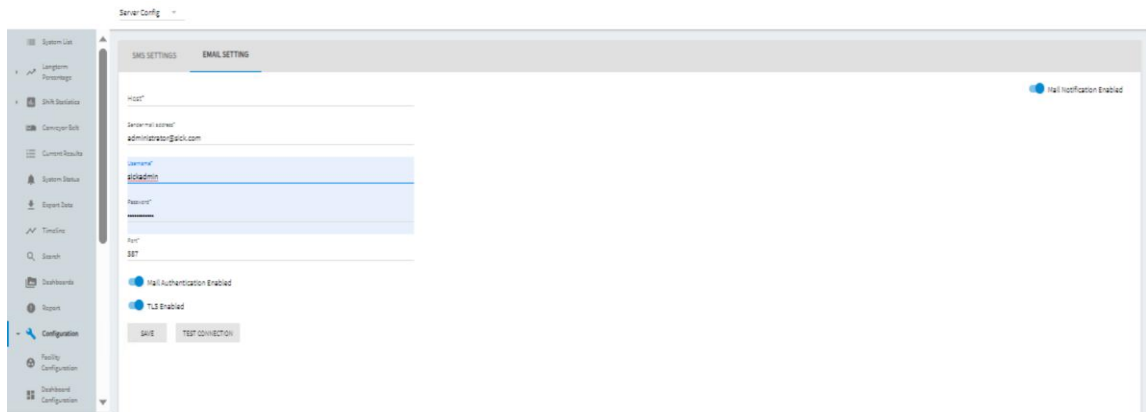 Server Config
System List
Longterm
Percentage
Shift Statistics
Conveyor Belt
Current Results
System Status
Export Data
Timeline
Search
Dashboards
Report
Configuration
Facility
Configuration
Dashboard
Configuration
SMS SETTINGS
EMAIL SETTING
Mail Notification Enabled
Host*
Sender mail address*
administrator@sick.com
Username*
sickadmin
Password*
Port*
587
Mail Authentication Enabled
TLS Enabled
SAVE
TEST CONNECTION